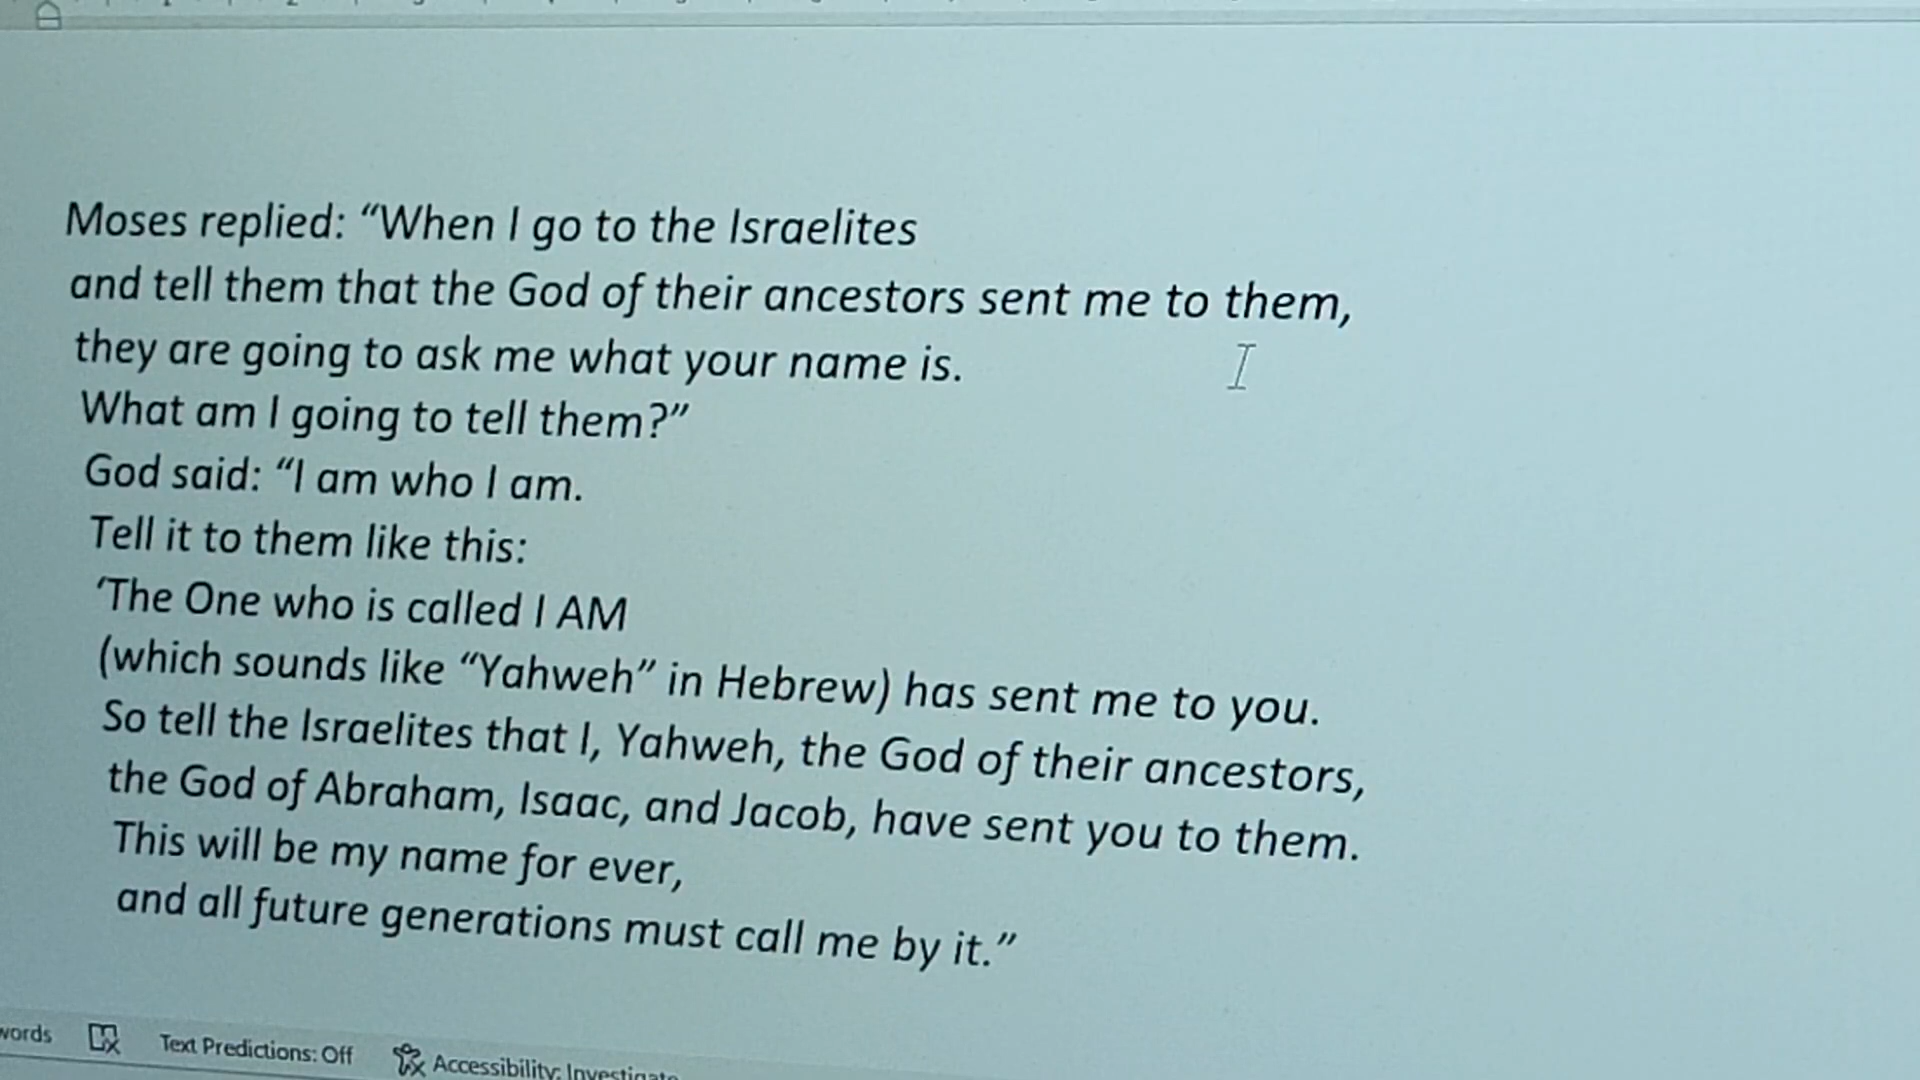 Moses replied: “When I go to the Israelites
and tell them that the God of their ancestors sent me to them,
they are going to ask me what your name is.
What am I going to tell them?”
God said: “I am who I am.
Tell it to them like this:
‘The One who is called I AM
(which sounds like “Yahweh” in Hebrew) has sent me to you.
So tell the Israelites that I, Yahweh, the God of their ancestors,
the God of Abraham, Isaac, and Jacob, have sent you to them.
This will be my name for ever,
and all future generations must call me by it.”
words Text Predictions: Off Accessibility: Investigate